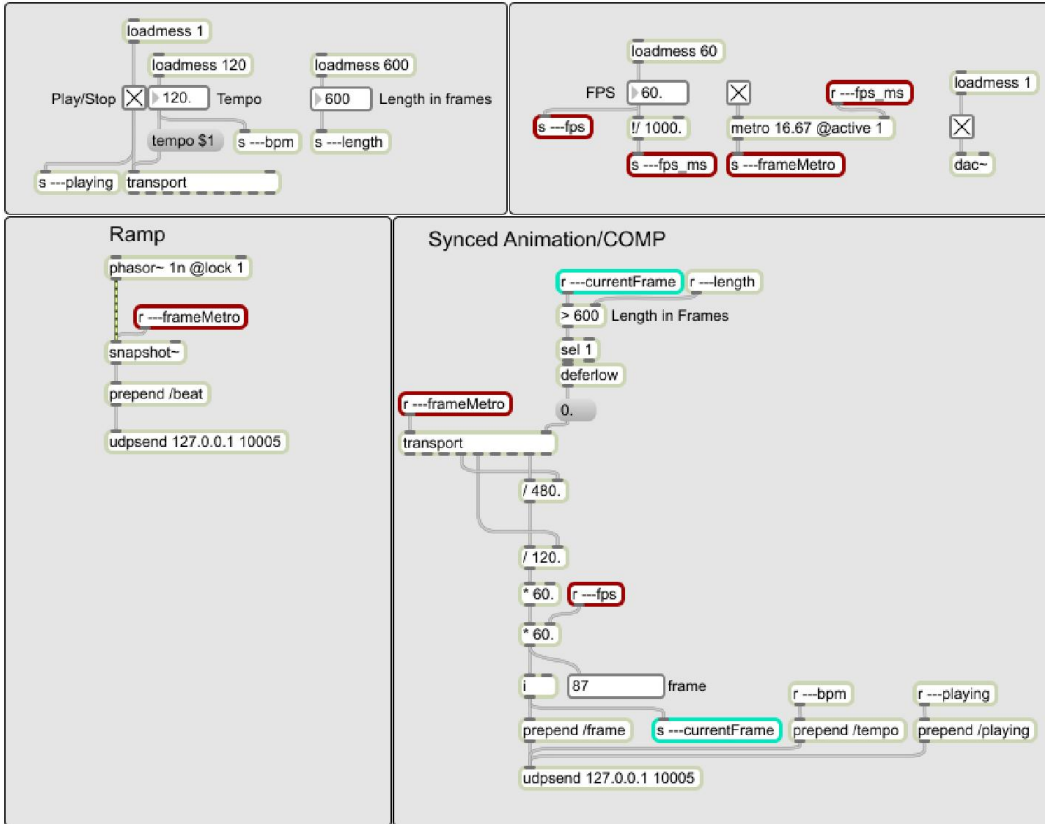 loadmess 1
loadmess 120
loadmess 600
Play/Stop
120.
Tempo
600
Length in frames
tempo $1
s ---bpm
s ---length
s ---playing
transport
loadmess 60
FPS
60.
r ---fps_ms
loadmess 1
s ---fps
!/ 1000.
metro 16.67 @active 1
s ---fps_ms
s ---frameMetro
dac~
Ramp
phasor~ 1n @lock 1
r ---frameMetro
snapshot~
prepend /beat
udpsend 127.0.0.1 10005
Synced Animation/COMP
r ---currentFrame
r ---length
> 600
Length in Frames
sel 1
deferlow
0.
r ---frameMetro
transport
/ 480.
/ 120.
* 60.
r ---fps
* 60.
i
87
frame
r ---bpm
r ---playing
prepend /frame
s ---currentFrame
prepend /tempo
prepend /playing
udpsend 127.0.0.1 10005